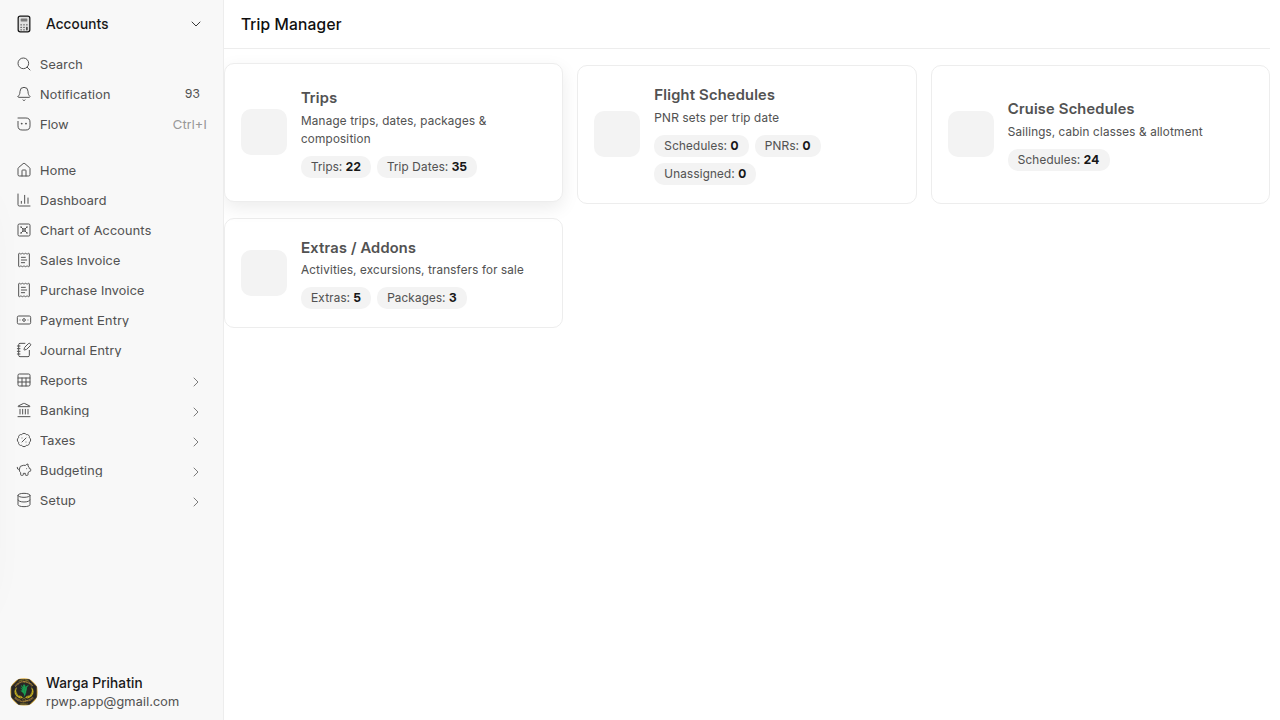 Accounts
Search
Notification 93
Flow Ctrl+I
Home
Dashboard
Chart of Accounts
Sales Invoice
Purchase Invoice
Payment Entry
Journal Entry
Reports
Banking
Taxes
Budgeting
Setup
Warga Prihatin
rpwp.app@gmail.com
Trip Manager
Trips
Manage trips, dates, packages &
composition
Trips: 22 Trip Dates: 35
Flight Schedules
PNR sets per trip date
Schedules: 0 PNRs: 0
Unassigned: 0
Cruise Schedules
Sailings, cabin classes & allotment
Schedules: 24
Extras / Addons
Activities, excursions, transfers for sale
Extras: 5 Packages: 3